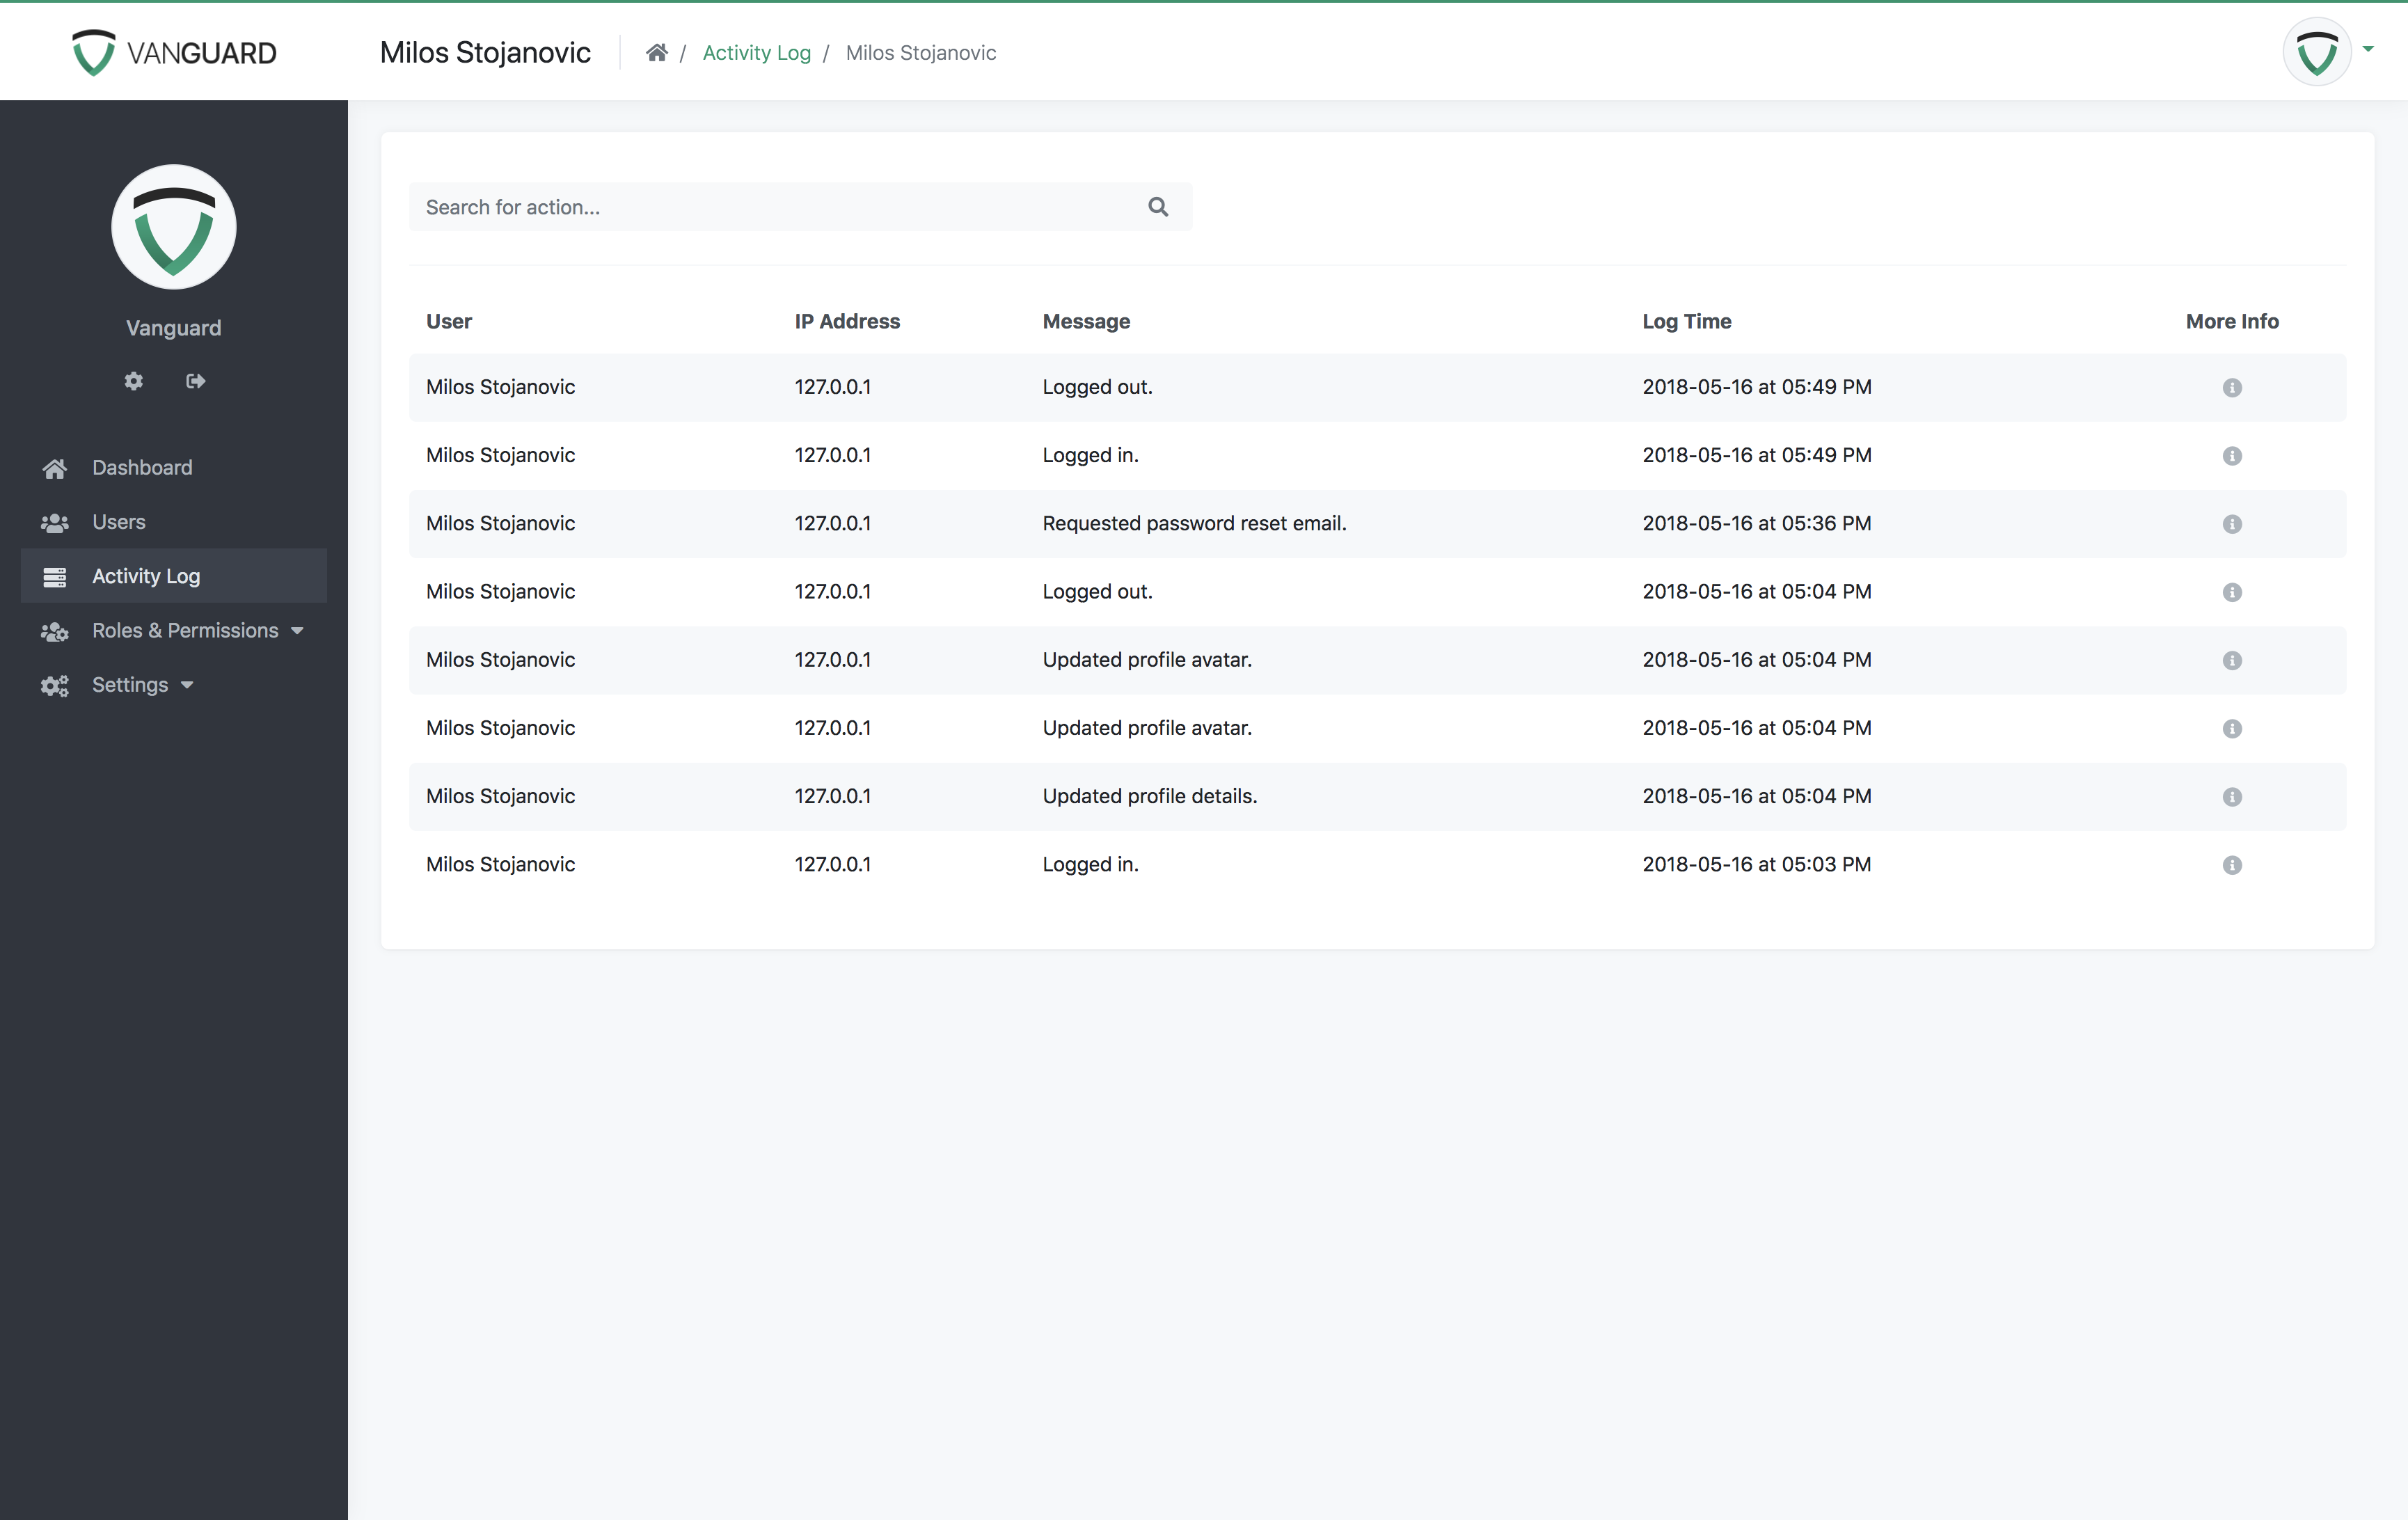 VANGUARD
Milos Stojanovic / Activity Log / Milos Stojanovic
Vanguard
Dashboard
Users
Activity Log
Roles & Permissions
Settings
Search for action...
User IP Address Message Log Time More Info
Milos Stojanovic 127.0.0.1 Logged out. 2018-05-16 at 05:49 PM
Milos Stojanovic 127.0.0.1 Logged in. 2018-05-16 at 05:49 PM
Milos Stojanovic 127.0.0.1 Requested password reset email. 2018-05-16 at 05:36 PM
Milos Stojanovic 127.0.0.1 Logged out. 2018-05-16 at 05:04 PM
Milos Stojanovic 127.0.0.1 Updated profile avatar. 2018-05-16 at 05:04 PM
Milos Stojanovic 127.0.0.1 Updated profile avatar. 2018-05-16 at 05:04 PM
Milos Stojanovic 127.0.0.1 Updated profile details. 2018-05-16 at 05:04 PM
Milos Stojanovic 127.0.0.1 Logged in. 2018-05-16 at 05:03 PM